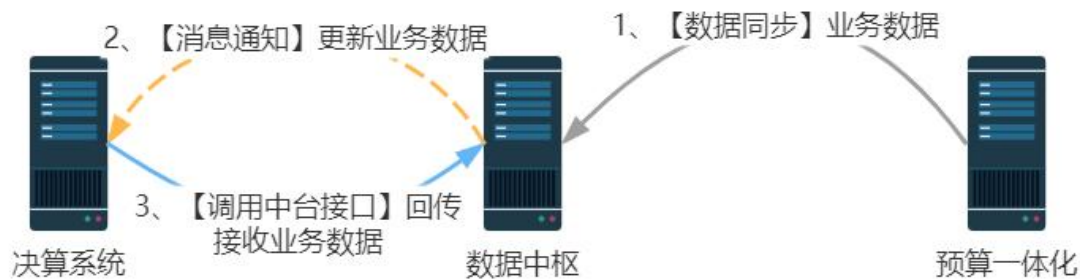 1、【数据同步】业务数据
2、【消息通知】更新业务数据
3、【调用中台接口】回传
接收业务数据
决算系统
数据中枢
预算一体化